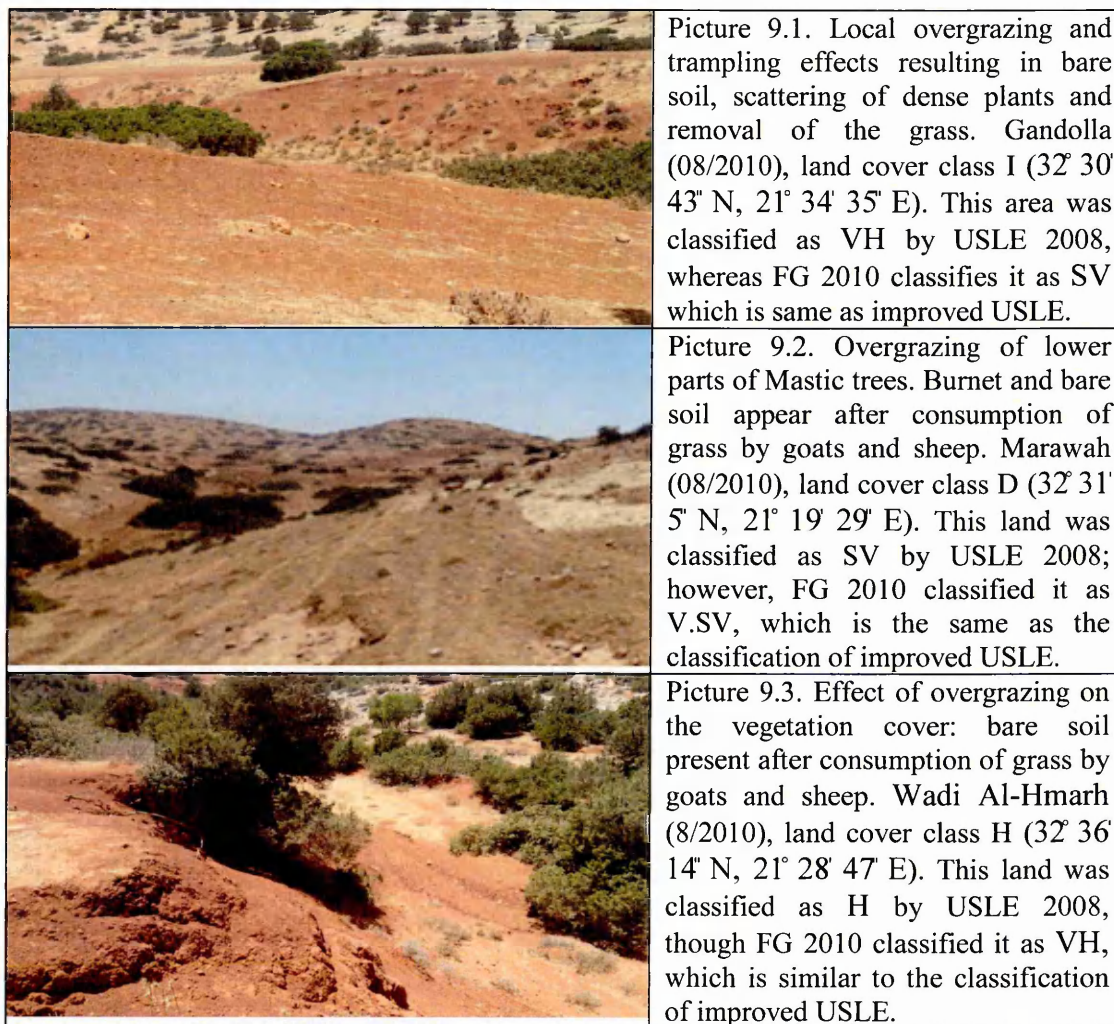 Picture 9.1. Local overgrazing and
trampling effects resulting in bare
soil, scattering of dense plants and
removal of the grass. Gandolla
(08/2010), land cover class I (32° 30'
43" N, 21° 34' 35" E). This area was
classified as VH by USLE 2008,
whereas FG 2010 classifies it as SV
which is same as improved USLE.
Picture 9.2. Overgrazing of lower
parts of Mastic trees. Burnet and bare
soil appear after consumption of
grass by goats and sheep. Marawah
(08/2010), land cover class D (32° 31'
5" N, 21° 19' 29" E). This land was
classified as SV by USLE 2008;
however, FG 2010 classified it as
V.SV, which is the same as the
classification of improved USLE.
Picture 9.3. Effect of overgrazing on
the vegetation cover: bare soil
present after consumption of grass by
goats and sheep. Wadi Al-Hmarh
(8/2010), land cover class H (32° 36'
14" N, 21° 28' 47" E). This land was
classified as H by USLE 2008,
though FG 2010 classified it as VH,
which is similar to the classification
of improved USLE.